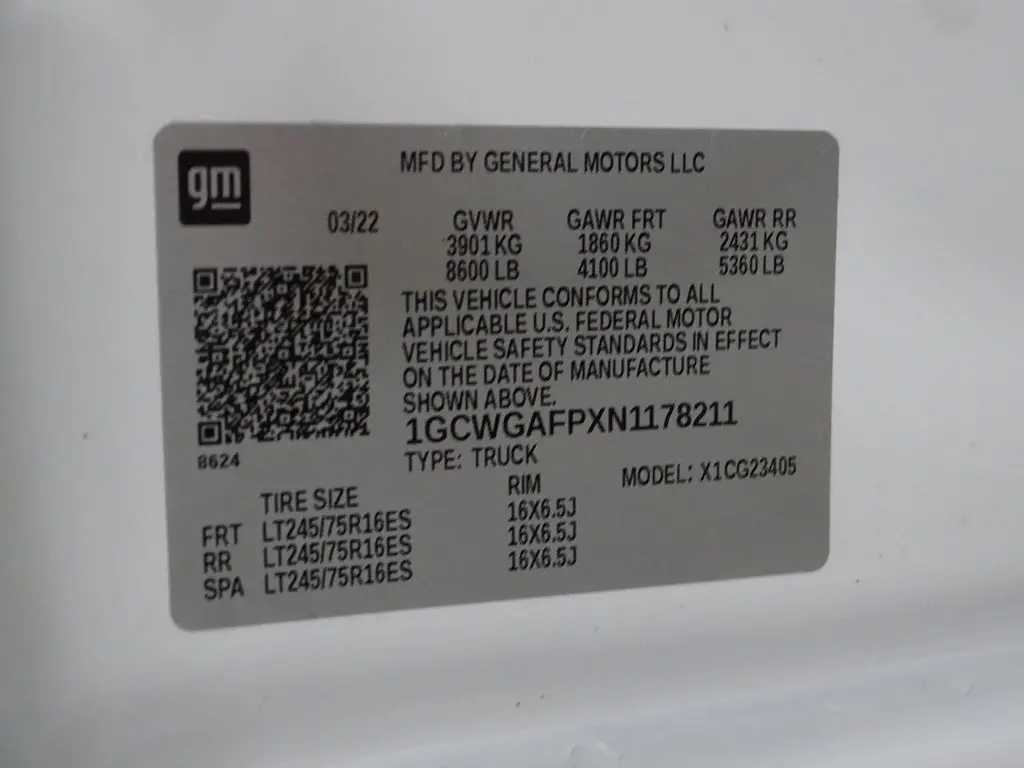 gm
MFD BY GENERAL MOTORS LLC
03/22 GVWR GAWR FRT GAWR RR
3901 KG 1860 KG 2431 KG
8600 LB 4100 LB 5360 LB
THIS VEHICLE CONFORMS TO ALL
APPLICABLE U.S. FEDERAL MOTOR
VEHICLE SAFETY STANDARDS IN EFFECT
ON THE DATE OF MANUFACTURE
SHOWN ABOVE.
1GCWGAFPXN1178211
8624
TYPE: TRUCK MODEL: X1CG23405
TIRE SIZE RIM
FRT LT245/75R16ES 16X6.5J
RR LT245/75R16ES 16X6.5J
SPA LT245/75R16ES 16X6.5J